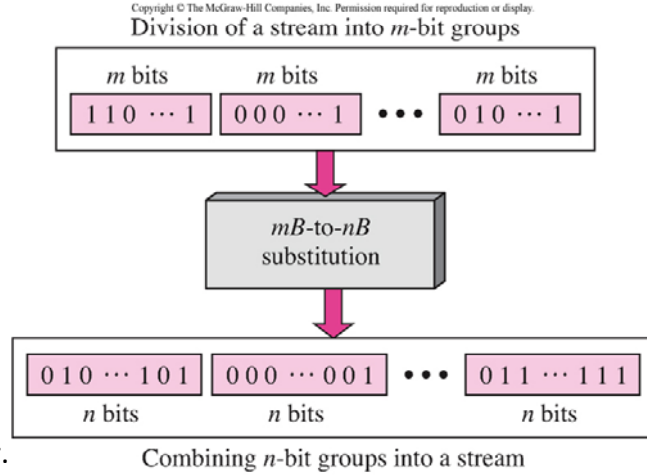 Copyright © The McGraw-Hill Companies, Inc. Permission required for reproduction or display.
Division of a stream into m-bit groups
m bits m bits m bits
1 1 0 ··· 1 0 0 0 ··· 1 ••• 0 1 0 ··· 1
mB-to-nB
substitution
0 1 0 ··· 1 0 1 0 0 0 ··· 0 0 1 ••• 0 1 1 ··· 1 1 1
n bits n bits n bits
Combining n-bit groups into a stream